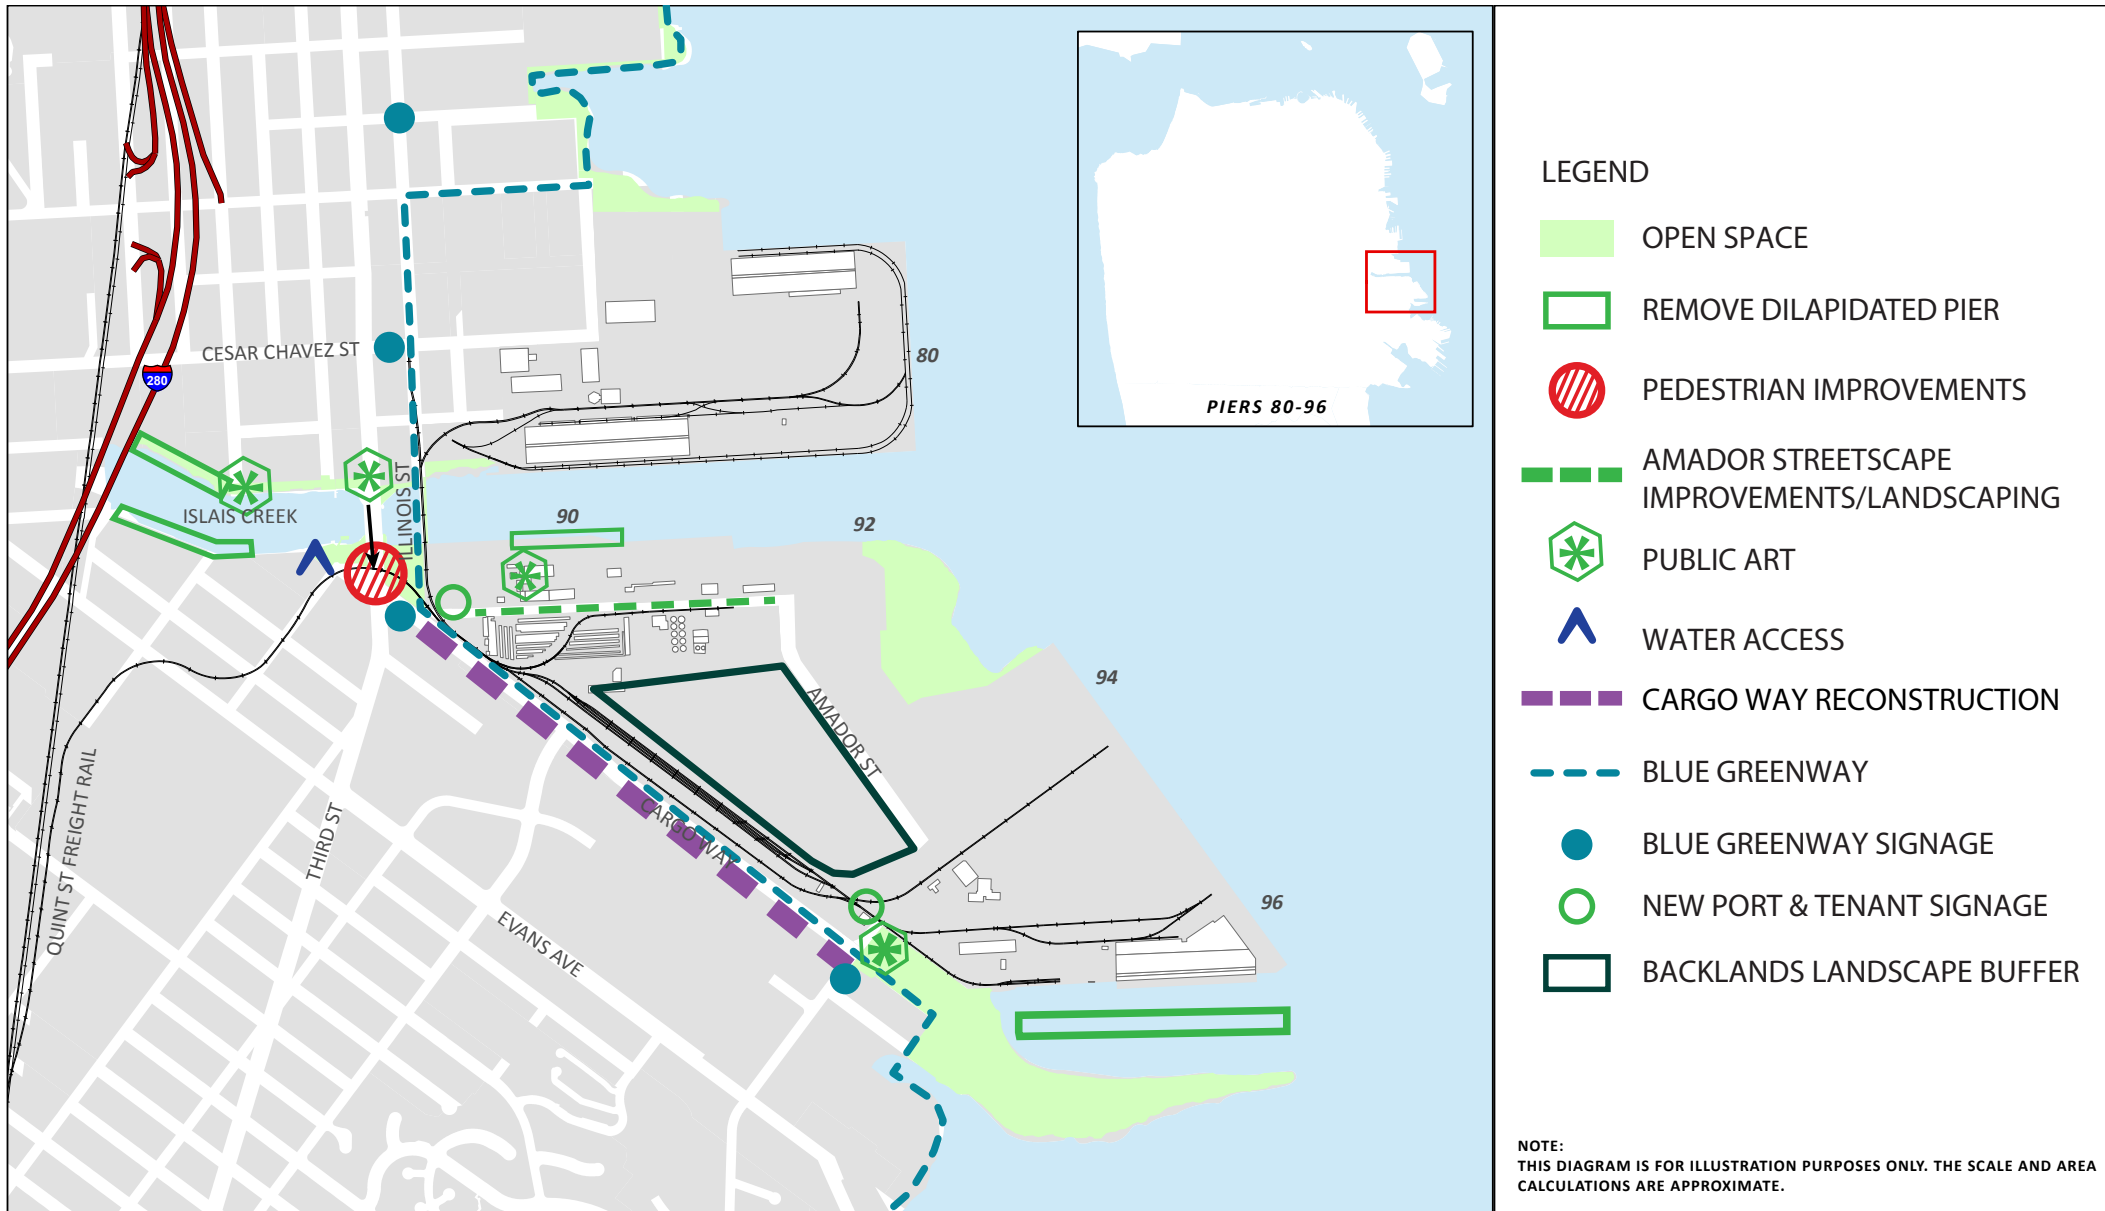 CESAR CHAVEZ ST
280
80
ISLAIS CREEK
ILLINOIS ST
90
92
94
AMADOR ST
CARGO WAY
96
QUINT ST FREIGHT RAIL
THIRD ST
EVANS AVE
PIERS 80-96
LEGEND
OPEN SPACE
REMOVE DILAPIDATED PIER
PEDESTRIAN IMPROVEMENTS
AMADOR STREETSCAPE
IMPROVEMENTS/LANDSCAPING
PUBLIC ART
WATER ACCESS
CARGO WAY RECONSTRUCTION
BLUE GREENWAY
BLUE GREENWAY SIGNAGE
NEW PORT & TENANT SIGNAGE
BACKLANDS LANDSCAPE BUFFER
NOTE:
THIS DIAGRAM IS FOR ILLUSTRATION PURPOSES ONLY. THE SCALE AND AREA
CALCULATIONS ARE APPROXIMATE.